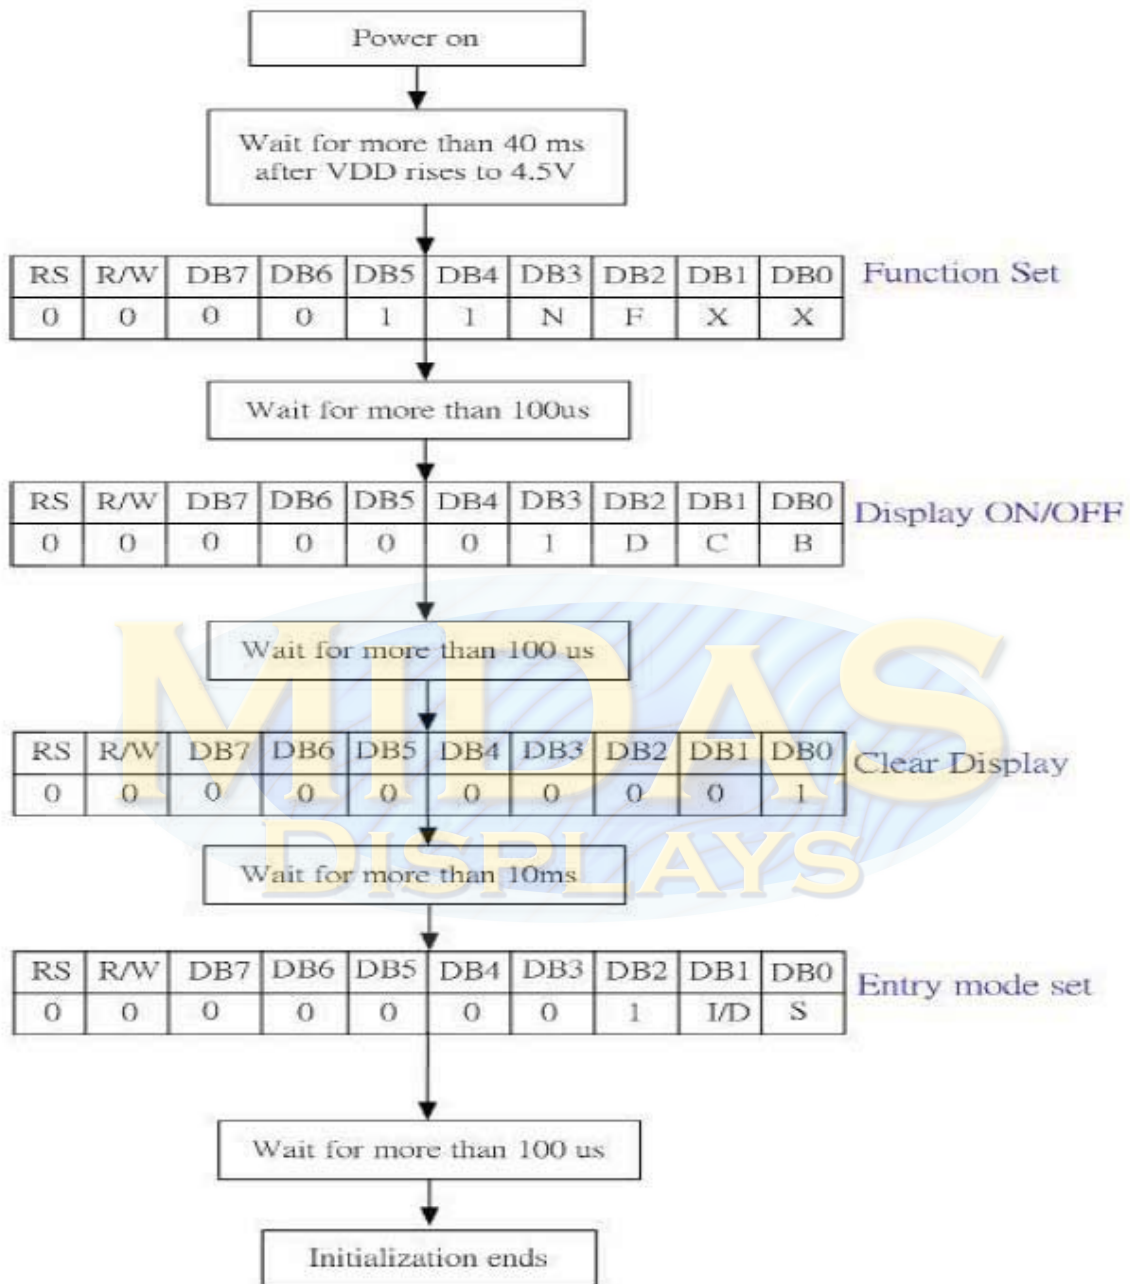 Power on
Wait for more than 40 ms
after VDD rises to 4.5V
RS R/W DB7 DB6 DB5 DB4 DB3 DB2 DB1 DB0 Function Set
0 0 0 0 1 1 N F X X
Wait for more than 100us
RS R/W DB7 DB6 DB5 DB4 DB3 DB2 DB1 DB0 Display ON/OFF
0 0 0 0 0 0 1 D C B
Wait for more than 100 us
MIDAS
RS R/W DB7 DB6 DB5 DB4 DB3 DB2 DB1 DB0 Clear Display
0 0 0 0 0 0 0 0 0 1
DISPLAYS
Wait for more than 10ms
RS R/W DB7 DB6 DB5 DB4 DB3 DB2 DB1 DB0 Entry mode set
0 0 0 0 0 0 0 1 I/D S
Wait for more than 100 us
Initialization ends